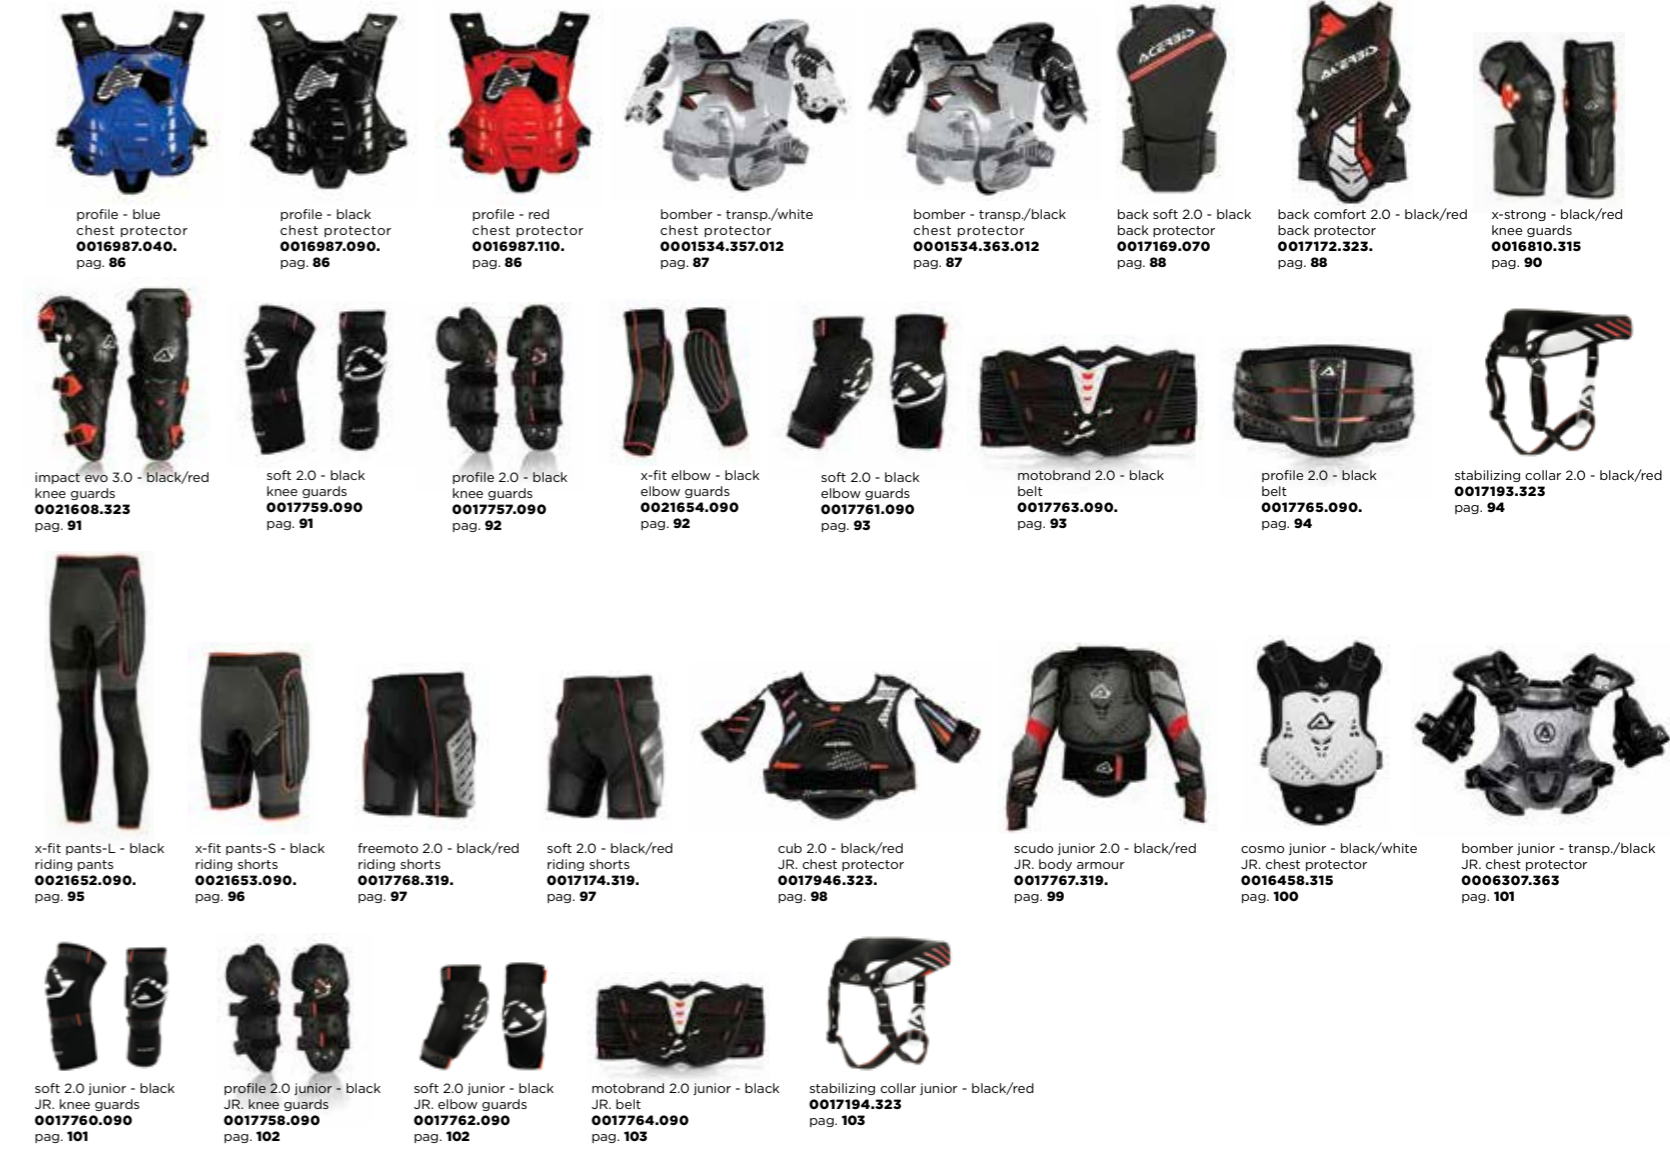 profile - blue
chest protector
0016987.040.
pag. 86
profile - black
chest protector
0016987.090.
pag. 86
profile - red
chest protector
0016987.110.
pag. 86
bomber - transp./white
chest protector
0001534.357.012
pag. 87
bomber - transp./black
chest protector
0001534.363.012
pag. 87
ACERBIS
back soft 2.0 - black
back protector
0017169.070
pag. 88
ACERBIS
back comfort 2.0 - black/red
back protector
0017172.323.
pag. 88
x-strong - black/red
knee guards
0016810.315
pag. 90
impact evo 3.0 - black/red
knee guards
0021608.323
pag. 91
soft 2.0 - black
knee guards
0017759.090
pag. 91
profile 2.0 - black
knee guards
0017757.090
pag. 92
x-fit elbow - black
elbow guards
0021654.090
pag. 92
soft 2.0 - black
elbow guards
0017761.090
pag. 93
motobrand 2.0 - black
belt
0017763.090.
pag. 93
profile 2.0 - black
belt
0017765.090.
pag. 94
stabilizing collar 2.0 - black/red
0017193.323
pag. 94
x-fit pants-L - black
riding pants
0021652.090.
pag. 95
x-fit pants-S - black
riding shorts
0021653.090.
pag. 96
freemoto 2.0 - black/red
riding shorts
0017768.319.
pag. 97
soft 2.0 - black/red
riding shorts
0017174.319.
pag. 97
cub 2.0 - black/red
JR. chest protector
0017946.323.
pag. 98
scudo junior 2.0 - black/red
JR. body armour
0017767.319.
pag. 99
cosmo junior - black/white
JR. chest protector
0016458.315
pag. 100
bomber junior - transp./black
JR. chest protector
0006307.363
pag. 101
soft 2.0 junior - black
JR. knee guards
0017760.090
pag. 101
profile 2.0 junior - black
JR. knee guards
0017758.090
pag. 102
soft 2.0 junior - black
JR. elbow guards
0017762.090
pag. 102
motobrand 2.0 junior - black
JR. belt
0017764.090
pag. 103
stabilizing collar junior - black/red
0017194.323
pag. 103